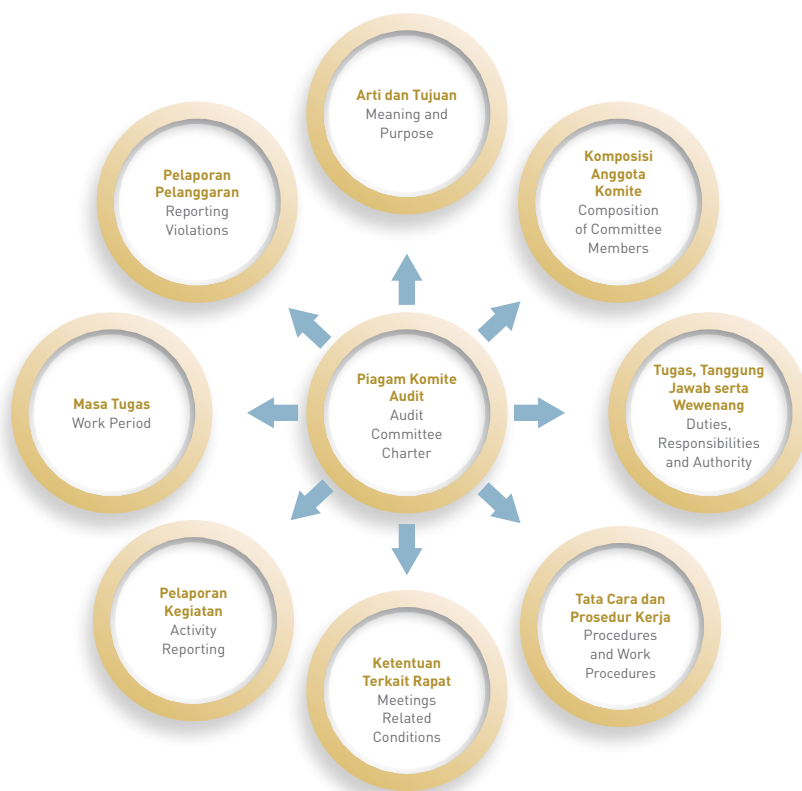 Arti dan Tujuan
Meaning and
Purpose
Komposisi
Anggota
Komite
Composition
of Committee
Members
Tugas, Tanggung
Jawab serta
Wewenang
Duties,
Responsibilities
and Authority
Tata Cara dan
Prosedur Kerja
Procedures
and Work
Procedures
Ketentuan
Terkait Rapat
Meetings
Related
Conditions
Pelaporan
Kegiatan
Activity
Reporting
Masa Tugas
Work Period
Pelaporan
Pelanggaran
Reporting
Violations
Piagam Komite
Audit
Audit
Committee
Charter